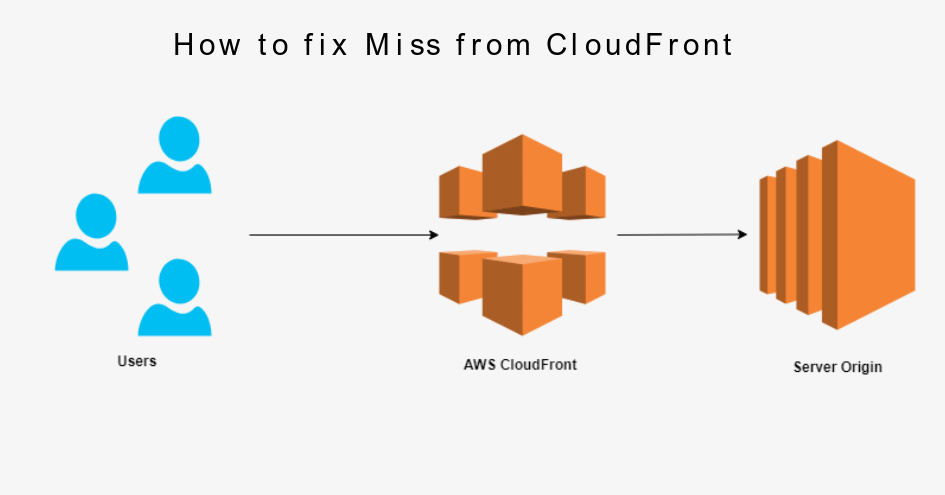 How to fix Miss from CloudFront
Users
AWS CloudFront
Server Origin